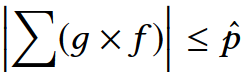 |∑(g × f)| ≤ p̂